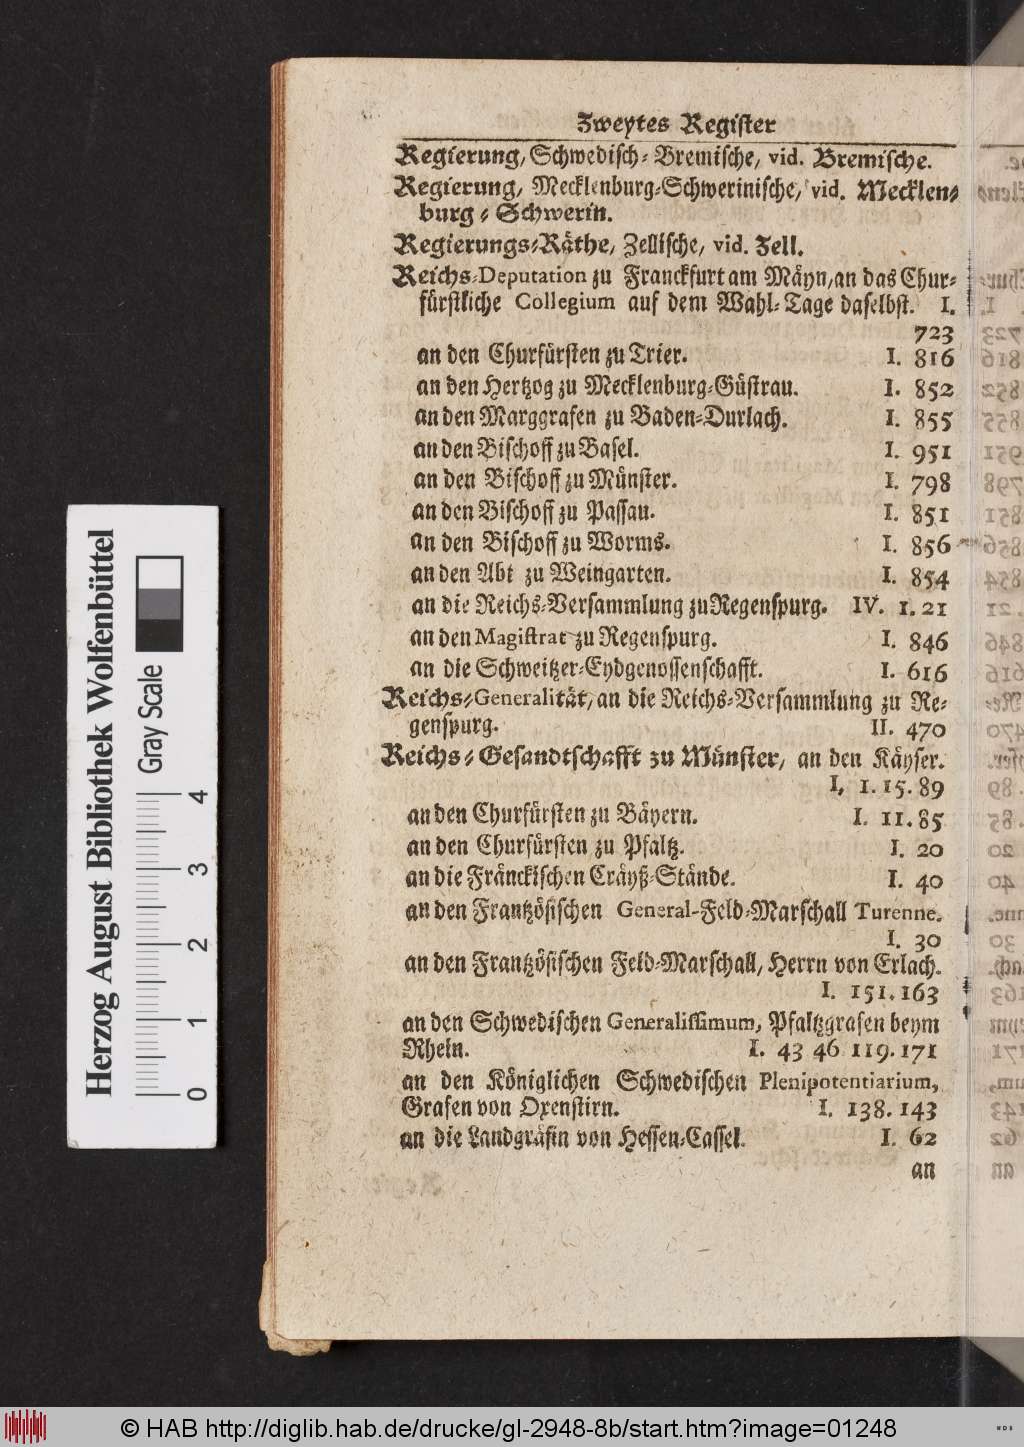 Zweytes Register
Regierung, Schwedisch-Bremische, vid. Bremische.
Regierung, Mecklenburg-Schwerinische, vid. Mecklen-
burg-Schwerin.
Regierungs-Räthe, Zellische, vid. Zell.
Reichs-Deputation zu Franckfurt am Mäyn, an das Chur-
fürstliche Collegium auf dem Wahl-Tage daselbst. I.
723
an den Churfürsten zu Trier. I. 816
an den Hertzog zu Mecklenburg-Güstrau. I. 852
an den Marggrafen zu Baden-Durlach. I. 855
an den Bischoff zu Basel. I. 951
an den Bischoff zu Münster. I. 798
an den Bischoff zu Passau. I. 851
an den Bischoff zu Worms. I. 856
an den Abt zu Weingarten. I. 854
an die Reichs-Versammlung zu Regenspurg. IV. 1. 21
an den Magistrat zu Regenspurg. I. 846
an die Schweitzer-Eydgenossenschafft. I. 616
Reichs-Generalität, an die Reichs-Versammlung zu Re-
genspurg. II. 470
Reichs-Gesandtschafft zu Münster, an den Käyser.
I, 1. 15. 89
an den Churfürsten zu Bäyern. I. 11. 85
an den Churfürsten zu Pfaltz. I. 20
an die Fränckischen Cräyß-Stände. I. 40
an den Frantzösischen General-Feld-Marschall Turenne.
I. 30
an den Frantzösischen Feld-Marschall, Herrn von Erlach.
I. 151. 163
an den Schwedischen Generalissimum, Pfaltzgrafen beym
Rhein. I. 43 46 119. 171
an den Königlichen Schwedischen Plenipotentiarium,
Grafen von Oxenstirn. I. 138. 143
an die Landgräfin von Hessen-Cassel. I. 62
an
Herzog August Bibliothek Wolfenbüttel
Gray Scale
0 1 2 3 4
© HAB http://diglib.hab.de/drucke/gl-2948-8b/start.htm?image=01248